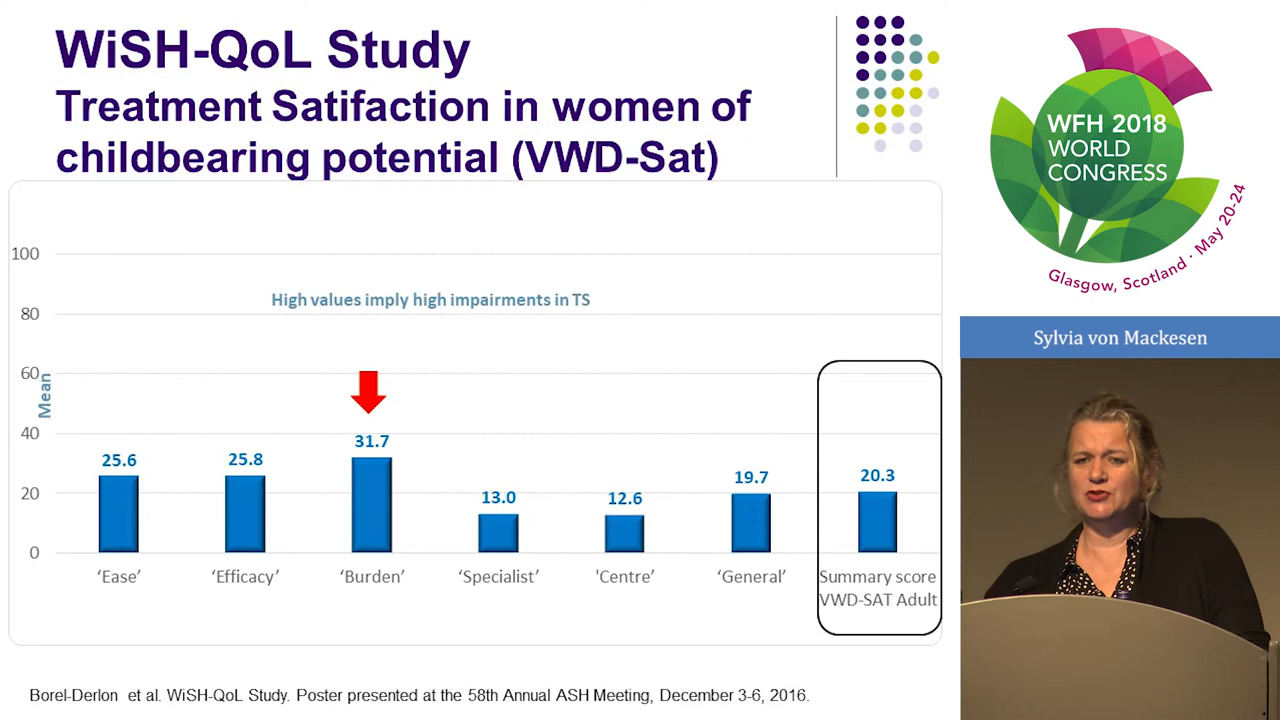 WiSH-QoL Study
Treatment Satifaction in women of
childbearing potential (VWD-Sat)
100
80
60
40
20
0
Mean
High values imply high impairments in TS
25.6
25.8
31.7
13.0
12.6
19.7
20.3
‘Ease’
‘Efficacy’
‘Burden’
‘Specialist’
'Centre’
‘General’
Summary score
VWD-SAT Adult
Borel-Derlon et al. WiSH-QoL Study. Poster presented at the 58th Annual ASH Meeting, December 3-6, 2016.
WFH 2018
WORLD
CONGRESS
Glasgow, Scotland · May 20-24
Sylvia von Mackesen